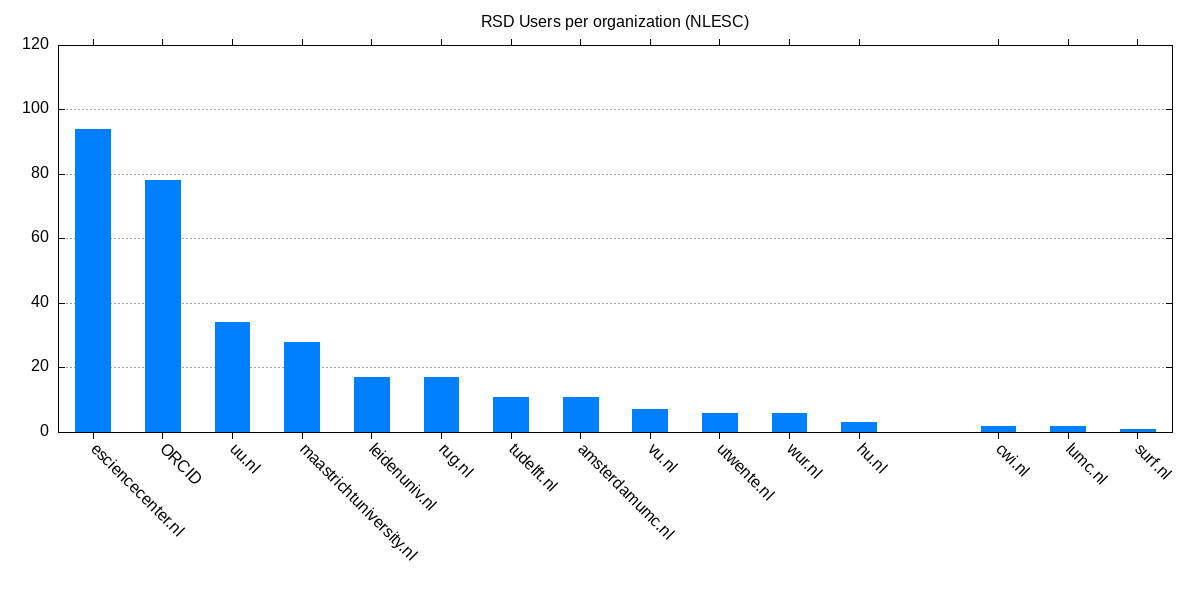 RSD Users per organization (NLESC)
120
100
80
60
40
20
0
esciencecenter.nl
ORCID
uu.nl
maastrichtuniversity.nl
leidenuniv.nl
rug.nl
tudelft.nl
amsterdamumc.nl
vu.nl
utwente.nl
wur.nl
hu.nl
cwi.nl
lumc.nl
surf.nl